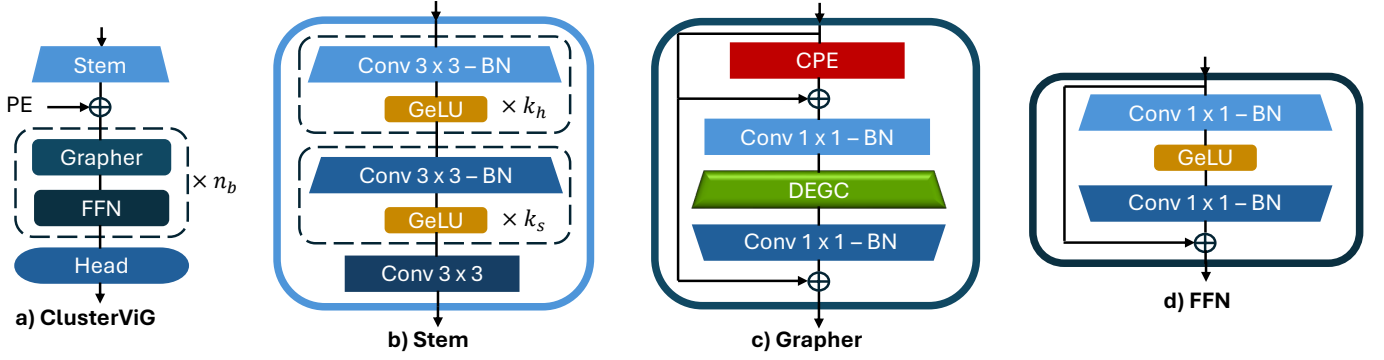 Stem
PE
Grapher
FFN
× n_b
Head
a) ClusterViG
Conv 3 x 3 – BN
GeLU
× k_h
Conv 3 x 3 – BN
GeLU
× k_s
Conv 3 x 3
b) Stem
CPE
Conv 1 x 1 – BN
DEGC
Conv 1 x 1 – BN
c) Grapher
Conv 1 x 1 – BN
GeLU
Conv 1 x 1 – BN
d) FFN